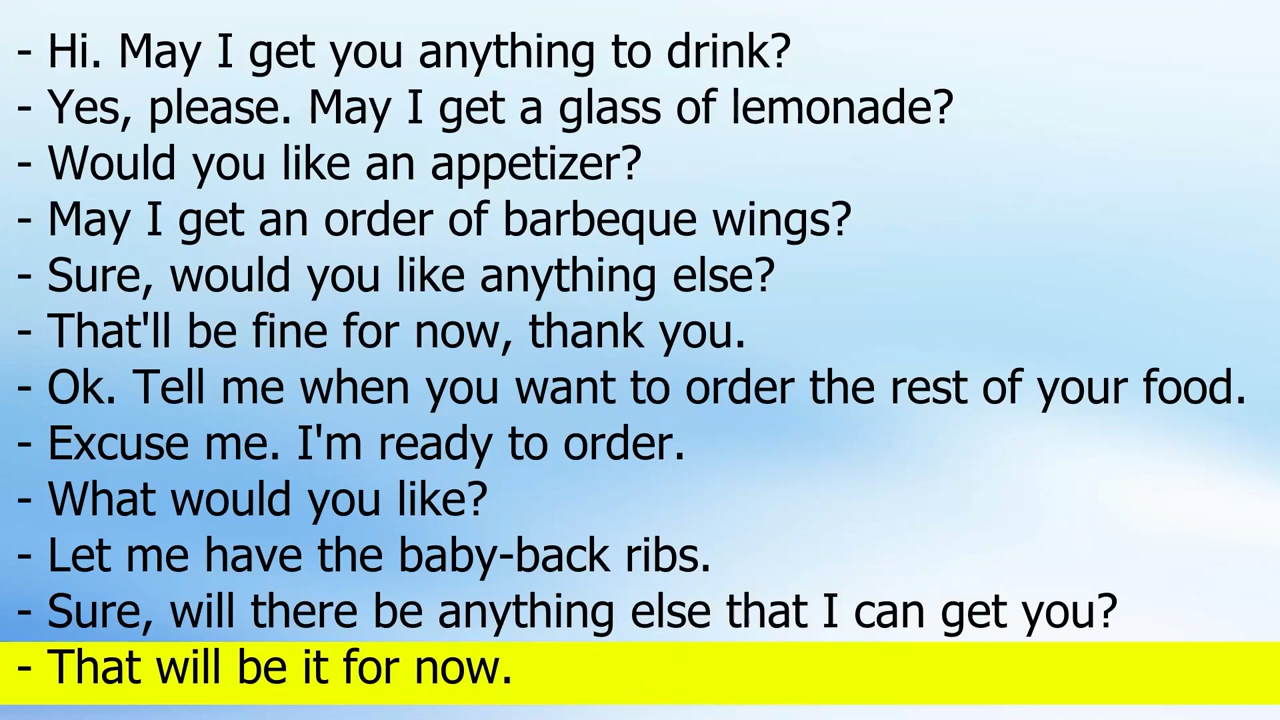 - Hi. May I get you anything to drink?
- Yes, please. May I get a glass of lemonade?
- Would you like an appetizer?
- May I get an order of barbeque wings?
- Sure, would you like anything else?
- That'll be fine for now, thank you.
- Ok. Tell me when you want to order the rest of your food.
- Excuse me. I'm ready to order.
- What would you like?
- Let me have the baby-back ribs.
- Sure, will there be anything else that I can get you?
- That will be it for now.